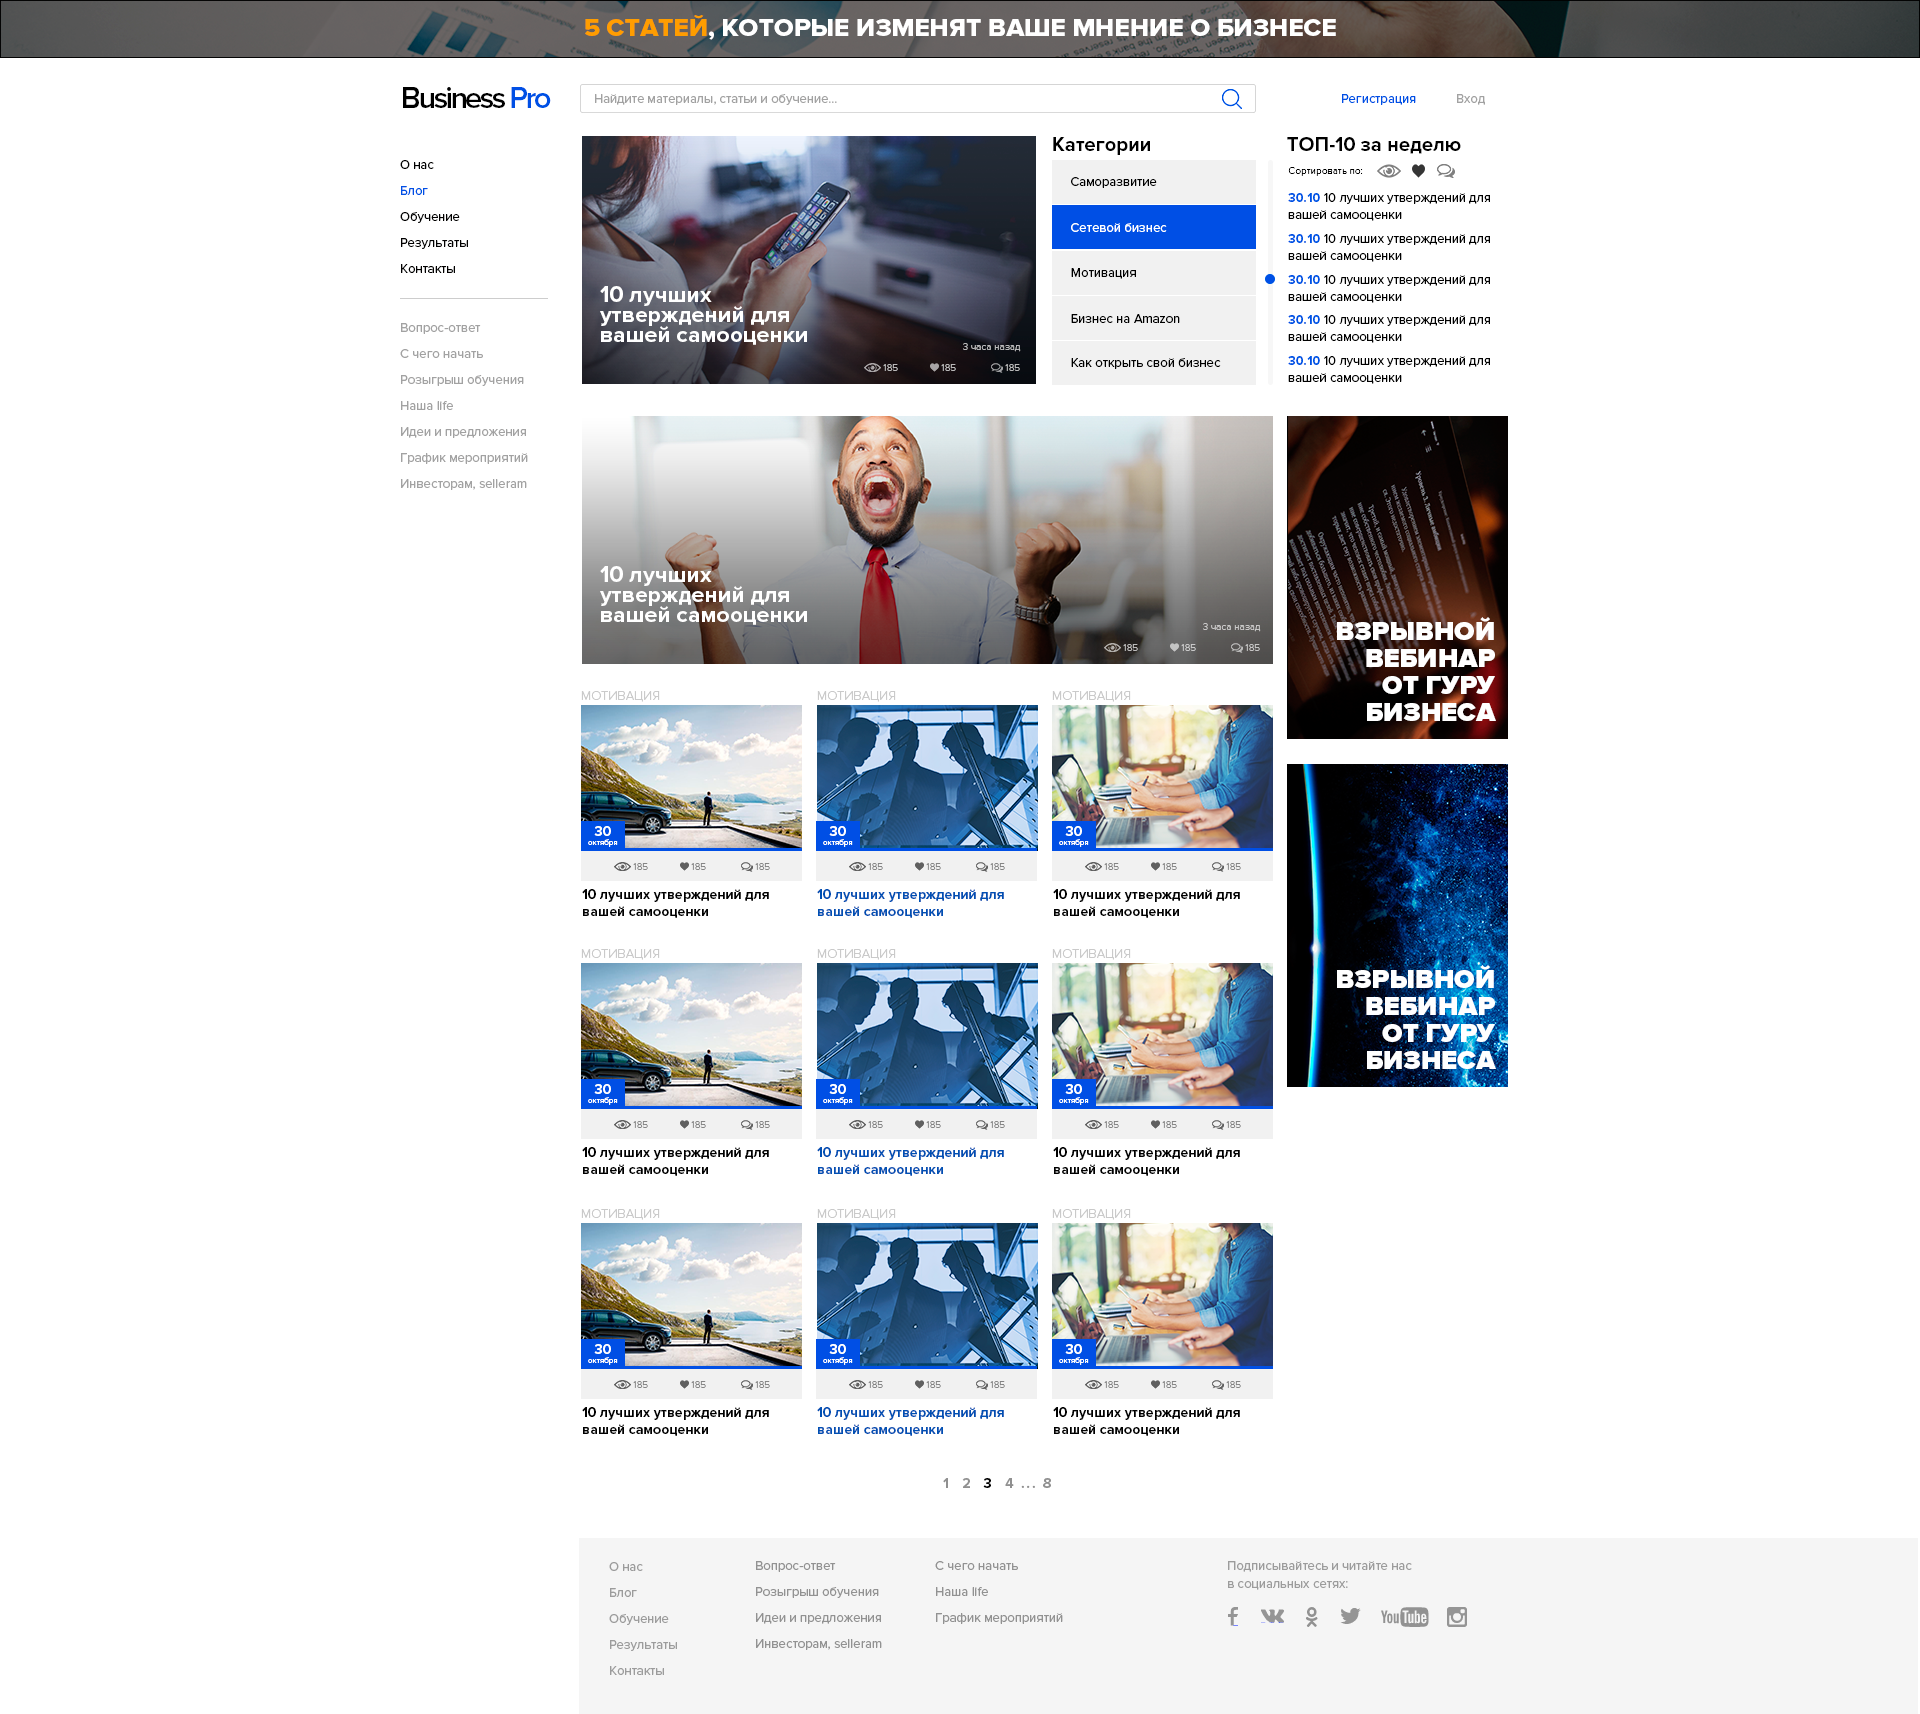 5 СТАТЕЙ, КОТОРЫЕ ИЗМЕНЯТ ВАШЕ МНЕНИЕ О БИЗНЕСЕ
Business Pro
Найдите материалы, статьи и обучение...
Регистрация
Вход
О нас
Блог
Обучение
Результаты
Контакты
Вопрос-ответ
С чего начать
Розыгрыш обучения
Наша life
Идеи и предложения
График мероприятий
Инвесторам, selleram
10 лучших
утверждений для
вашей самооценки
3 часа назад
185 185 185
Категории
Саморазвитие
Сетевой бизнес
Мотивация
Бизнес на Amazon
Как открыть свой бизнес
ТОП-10 за неделю
Сортировать по:
30.10 10 лучших утверждений для
вашей самооценки
30.10 10 лучших утверждений для
вашей самооценки
30.10 10 лучших утверждений для
вашей самооценки
30.10 10 лучших утверждений для
вашей самооценки
30.10 10 лучших утверждений для
вашей самооценки
10 лучших
утверждений для
вашей самооценки
3 часа назад
185 185 185
ВЗРЫВНОЙ
ВЕБИНАР
ОТ ГУРУ
БИЗНЕСА
ВЗРЫВНОЙ
ВЕБИНАР
ОТ ГУРУ
БИЗНЕСА
МОТИВАЦИЯ
30
октября
185 185 185
10 лучших утверждений для
вашей самооценки
МОТИВАЦИЯ
30
октября
185 185 185
10 лучших утверждений для
вашей самооценки
МОТИВАЦИЯ
30
октября
185 185 185
10 лучших утверждений для
вашей самооценки
МОТИВАЦИЯ
30
октября
185 185 185
10 лучших утверждений для
вашей самооценки
МОТИВАЦИЯ
30
октября
185 185 185
10 лучших утверждений для
вашей самооценки
МОТИВАЦИЯ
30
октября
185 185 185
10 лучших утверждений для
вашей самооценки
МОТИВАЦИЯ
30
октября
185 185 185
10 лучших утверждений для
вашей самооценки
МОТИВАЦИЯ
30
октября
185 185 185
10 лучших утверждений для
вашей самооценки
МОТИВАЦИЯ
30
октября
185 185 185
10 лучших утверждений для
вашей самооценки
1 2 3 4 ... 8
О нас
Блог
Обучение
Результаты
Контакты
Вопрос-ответ
Розыгрыш обучения
Идеи и предложения
Инвесторам, selleram
С чего начать
Наша life
График мероприятий
Подписывайтесь и читайте нас
в социальных сетях:
YouTube